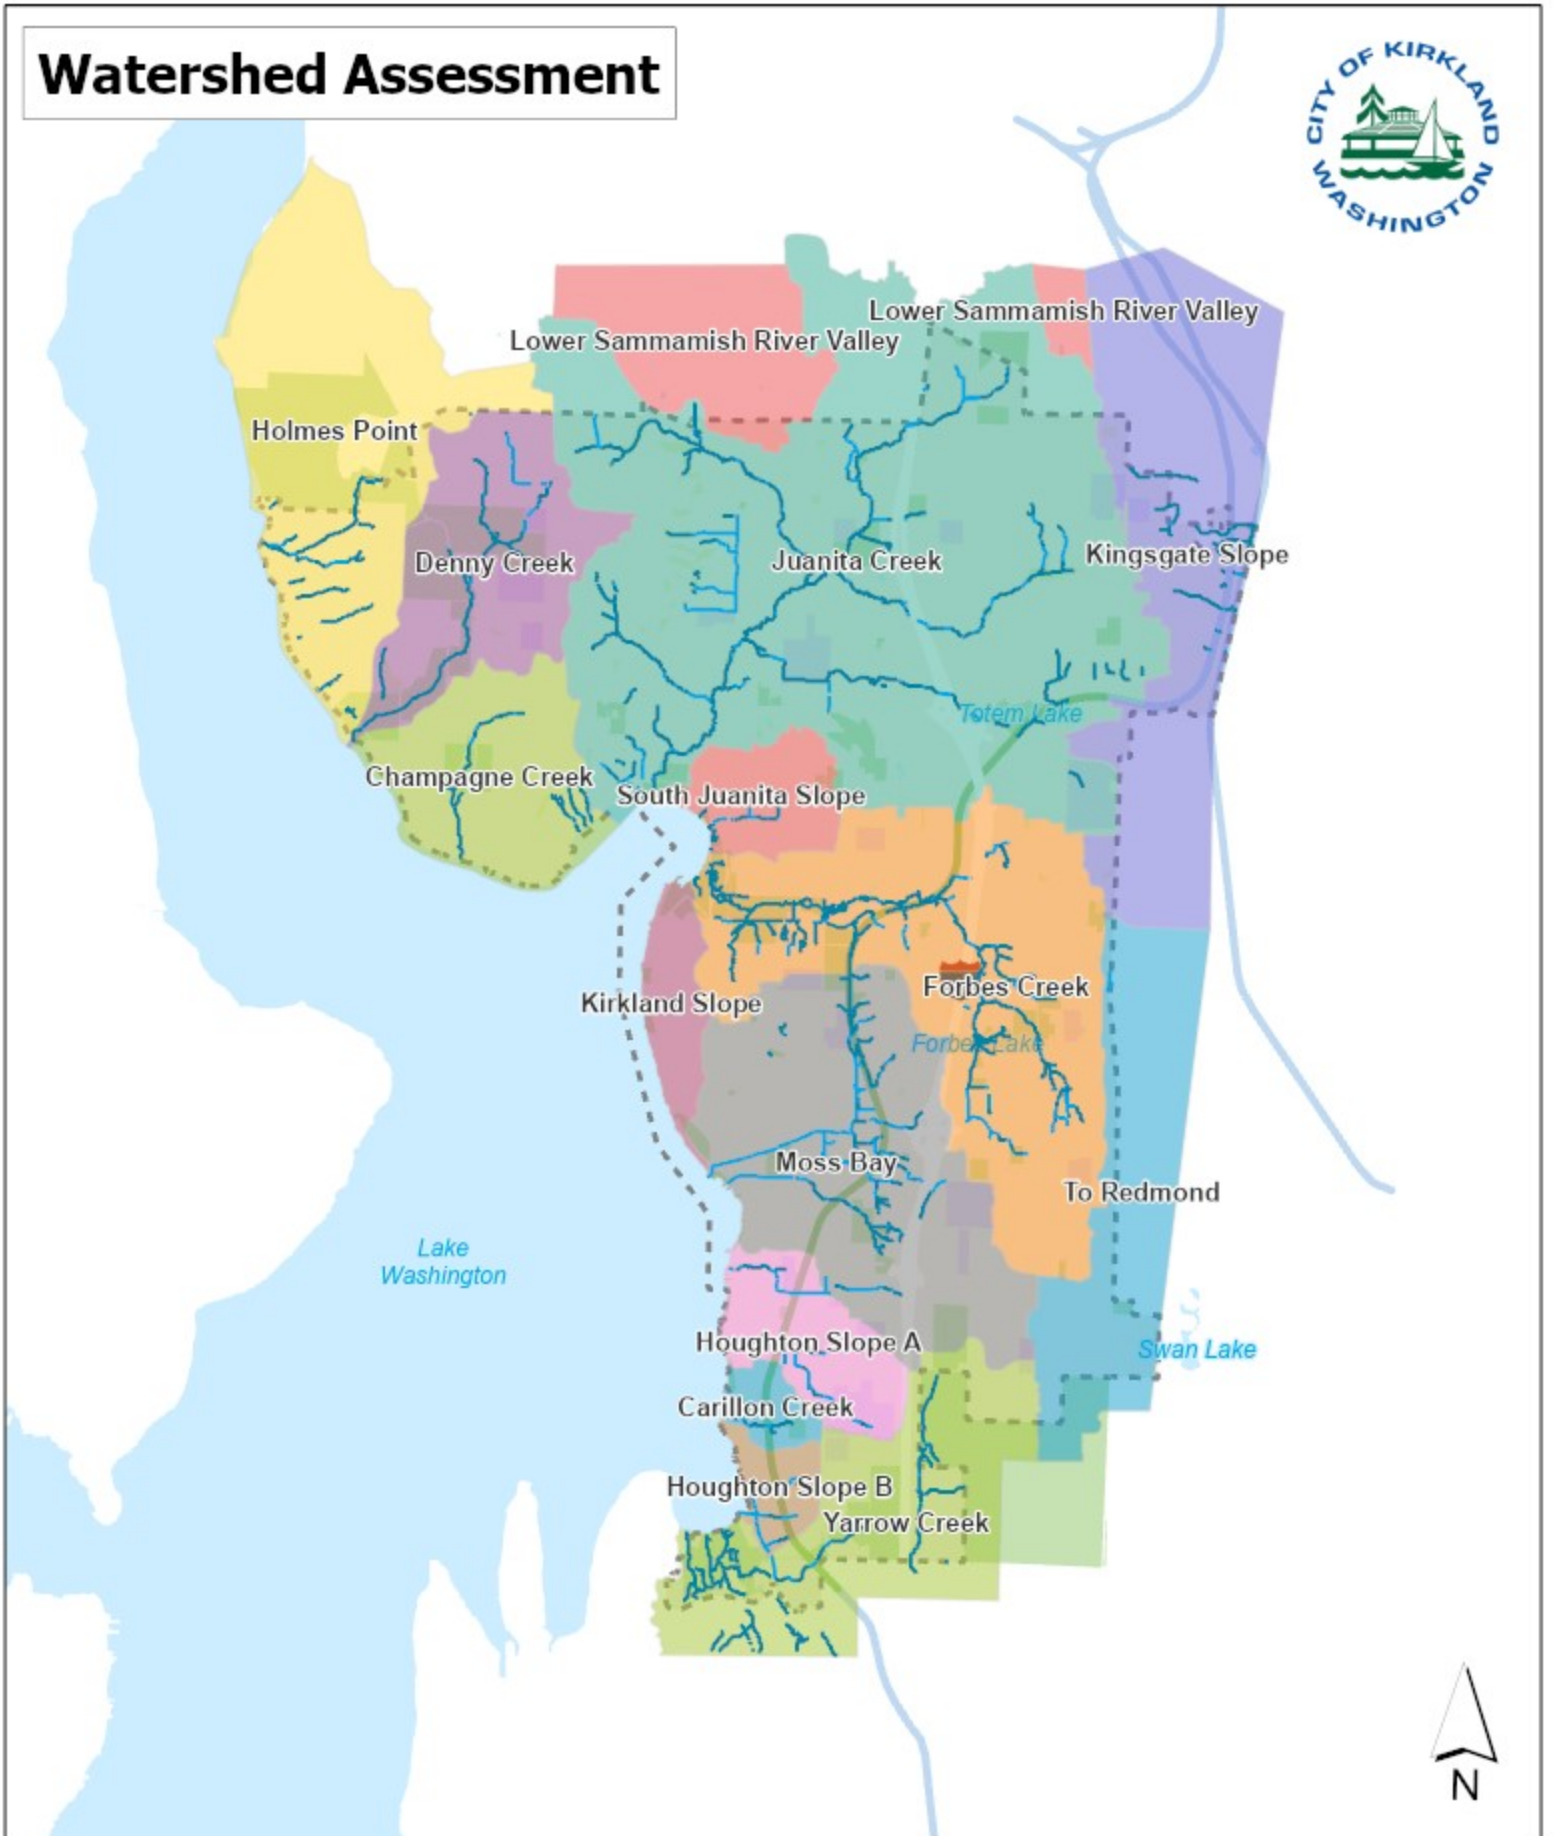 Watershed Assessment
CITY OF KIRKLAND
WASHINGTON
Lower Sammamish River Valley
Lower Sammamish River Valley
Holmes Point
Denny Creek
Juanita Creek
Kingsgate Slope
Totem Lake
Champagne Creek
South Juanita Slope
Forbes Creek
Kirkland Slope
Forbes Lake
Moss Bay
To Redmond
Lake
Washington
Houghton Slope A
Swan Lake
Carillon Creek
Houghton Slope B
Yarrow Creek
N